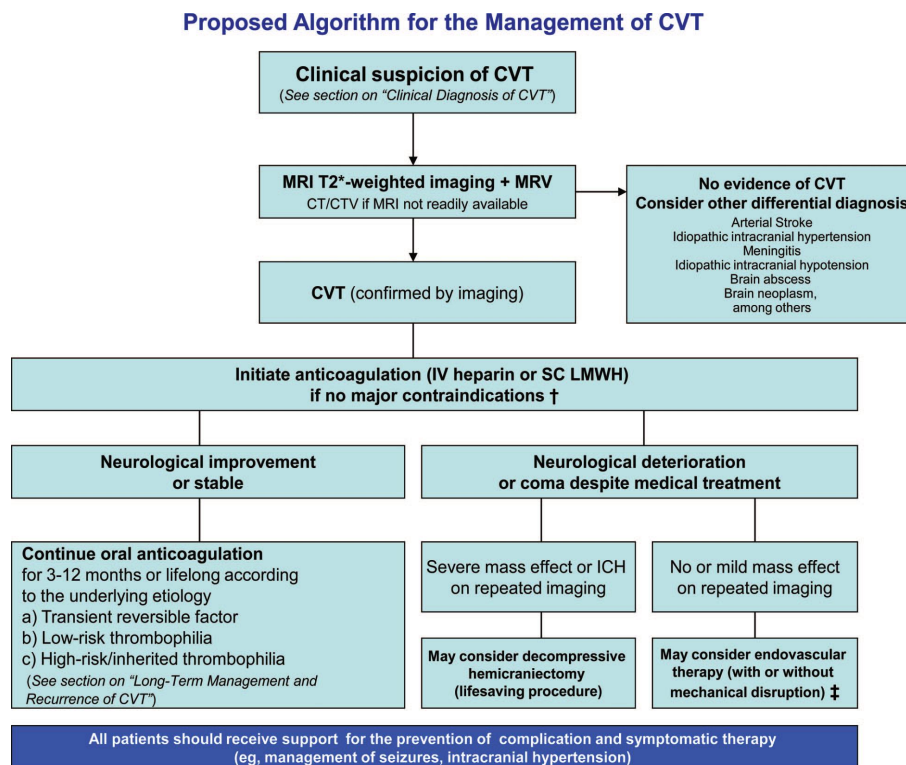 Proposed Algorithm for the Management of CVT
Clinical suspicion of CVT
(See section on “Clinical Diagnosis of CVT”)
MRI T2*-weighted imaging + MRV
CT/CTV if MRI not readily available
No evidence of CVT
Consider other differential diagnosis
Arterial Stroke
Idiopathic intracranial hypertension
Meningitis
Idiopathic intracranial hypotension
Brain abscess
Brain neoplasm,
among others
CVT (confirmed by imaging)
Initiate anticoagulation (IV heparin or SC LMWH)
if no major contraindications †
Neurological improvement
or stable
Neurological deterioration
or coma despite medical treatment
Continue oral anticoagulation
for 3-12 months or lifelong according
to the underlying etiology
a) Transient reversible factor
b) Low-risk thrombophilia
c) High-risk/inherited thrombophilia
(See section on “Long-Term Management and
Recurrence of CVT”)
Severe mass effect or ICH
on repeated imaging
No or mild mass effect
on repeated imaging
May consider decompressive
hemicraniectomy
(lifesaving procedure)
May consider endovascular
therapy (with or without
mechanical disruption) ‡
All patients should receive support for the prevention of complication and symptomatic therapy
(eg, management of seizures, intracranial hypertension)